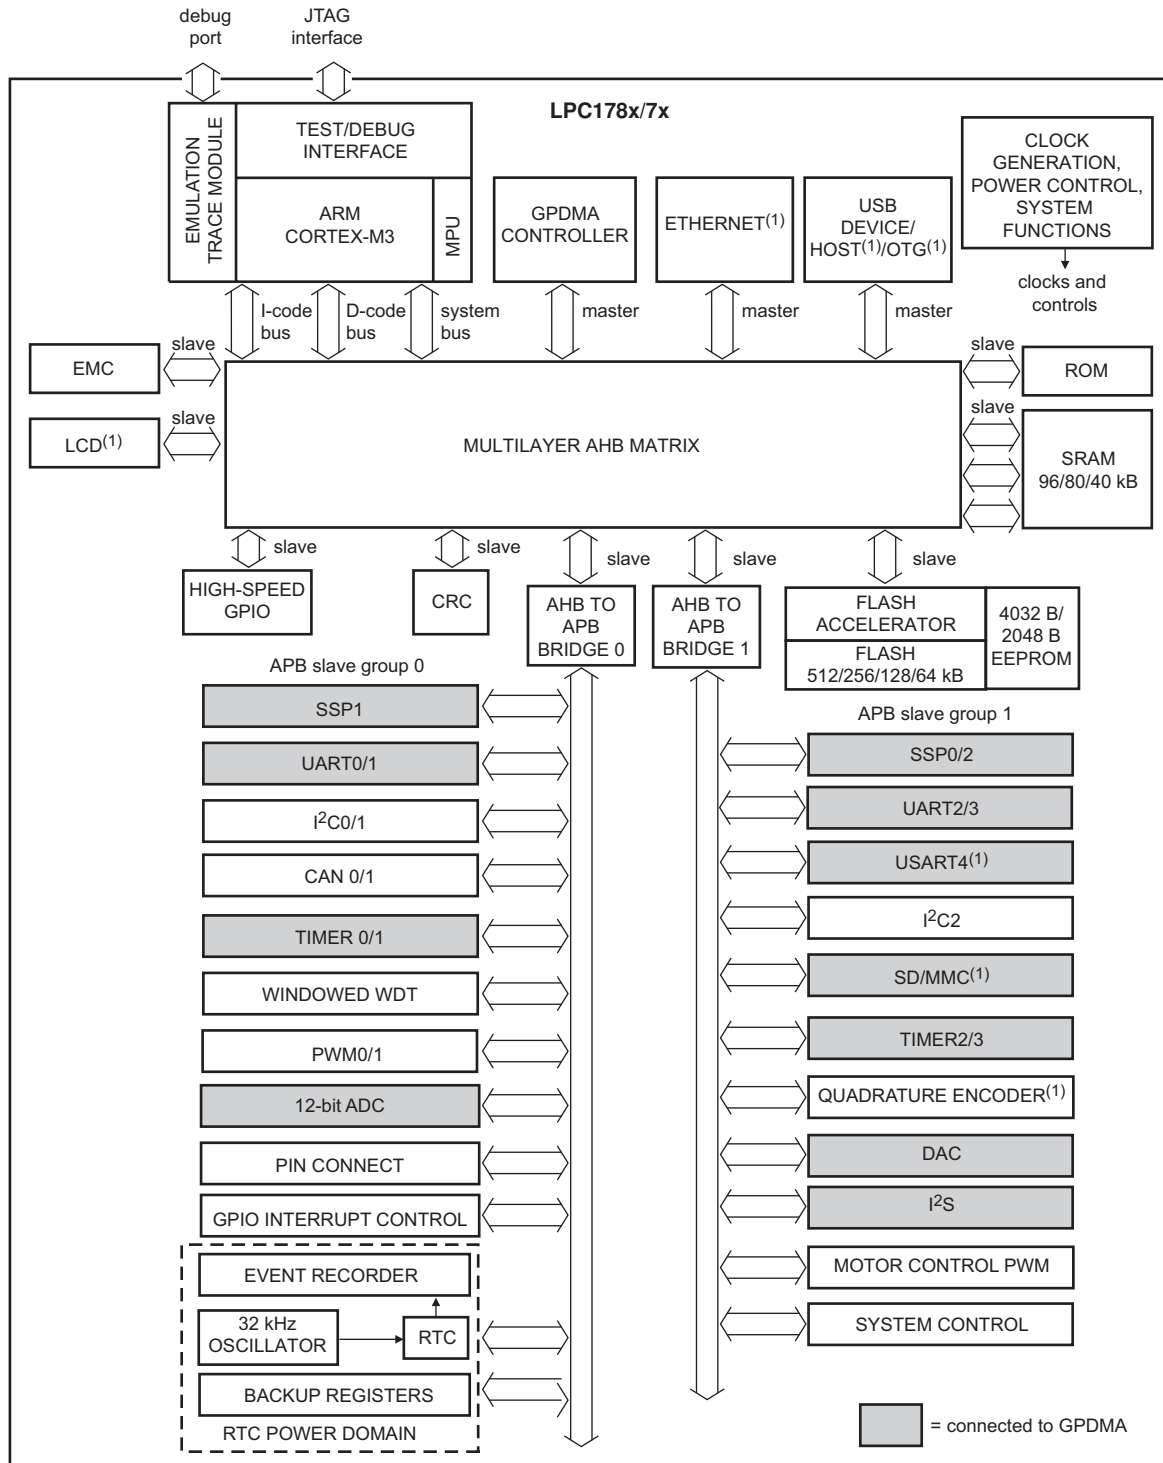 debug
port
JTAG
interface
LPC178x/7x
EMULATION
TRACE MODULE
TEST/DEBUG
INTERFACE
ARM
CORTEX-M3
MPU
GPDMA
CONTROLLER
ETHERNET(1)
USB
DEVICE/
HOST(1)/OTG(1)
CLOCK
GENERATION,
POWER CONTROL,
SYSTEM
FUNCTIONS
clocks and
controls
I-code
bus
D-code
bus
system
bus
master
master
master
slave
EMC
slave
LCD(1)
MULTILAYER AHB MATRIX
slave
ROM
slave
SRAM
96/80/40 kB
slave
HIGH-SPEED
GPIO
slave
CRC
slave
AHB TO
APB
BRIDGE 0
slave
AHB TO
APB
BRIDGE 1
slave
FLASH
ACCELERATOR
FLASH
512/256/128/64 kB
4032 B/
2048 B
EEPROM
APB slave group 0
SSP1
UART0/1
I2C0/1
CAN 0/1
TIMER 0/1
WINDOWED WDT
PWM0/1
12-bit ADC
PIN CONNECT
GPIO INTERRUPT CONTROL
EVENT RECORDER
32 kHz
OSCILLATOR
RTC
BACKUP REGISTERS
RTC POWER DOMAIN
APB slave group 1
SSP0/2
UART2/3
USART4(1)
I2C2
SD/MMC(1)
TIMER2/3
QUADRATURE ENCODER(1)
DAC
I2S
MOTOR CONTROL PWM
SYSTEM CONTROL
= connected to GPDMA